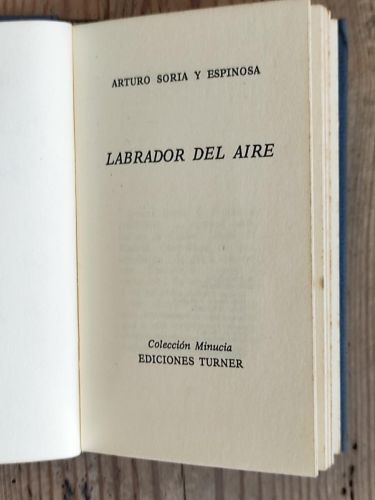 ARTURO SORIA Y ESPINOSA
LABRADOR DEL AIRE
Colección Minucia
EDICIONES TURNER